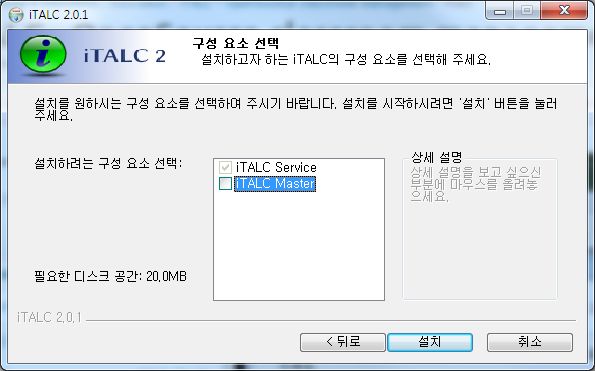 iTALC 2.0.1
iTALC 2
구성 요소 선택
설치하고자 하는 iTALC의 구성 요소를 선택해 주세요.
설치를 원하시는 구성 요소를 선택하여 주시기 바랍니다. 설치를 시작하시려면 '설치' 버튼을 눌러
주세요.
설치하려는 구성 요소 선택:
iTALC Service
iTALC Master
상세 설명
상세 설명을 보고 싶으신
부분에 마우스를 올려놓
으세요.
필요한 디스크 공간: 20.0MB
iTALC 2.0.1
< 뒤로
설치
취소